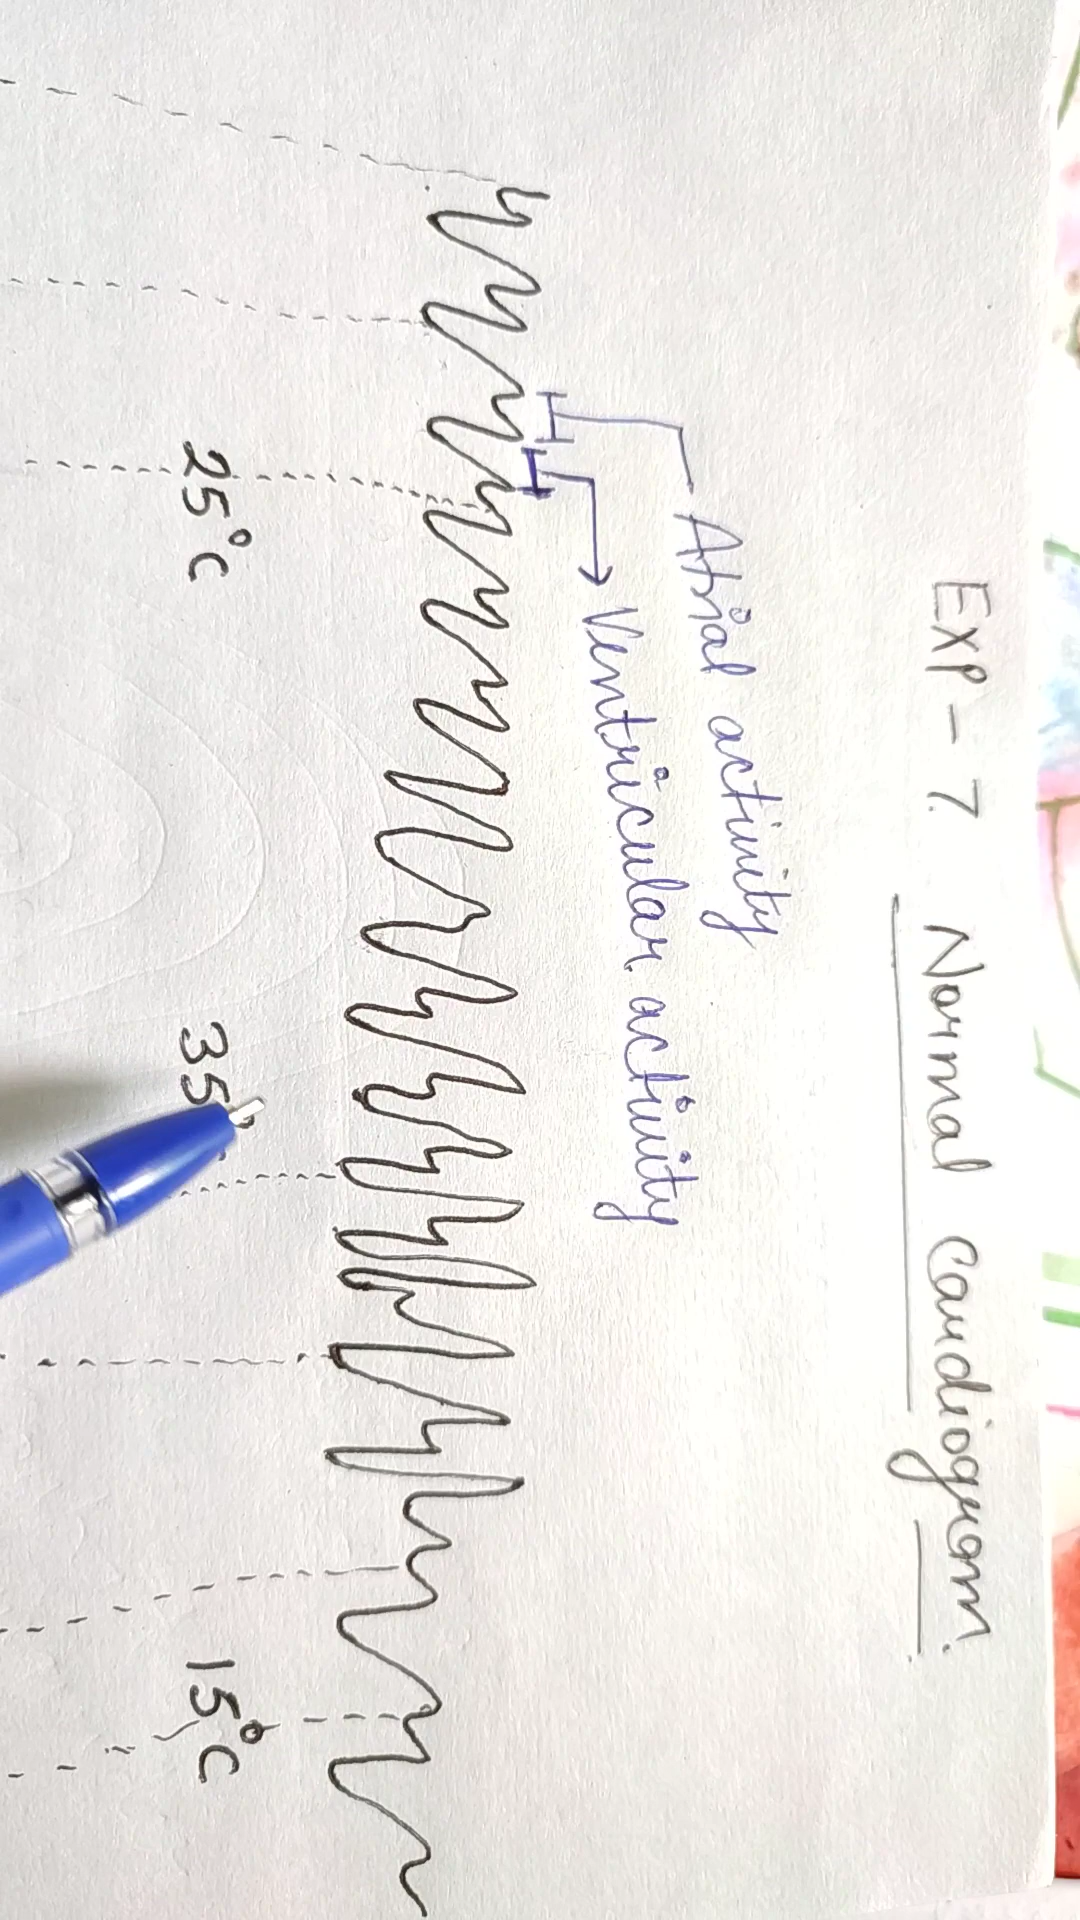 EXP - 7 Normal Cardiogram.
Atrial activity
Ventricular activity
25°C
35°
15°C